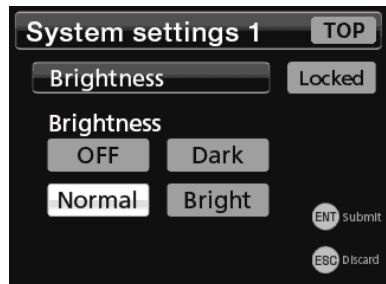 System settings 1 TOP
Brightness Locked
Brightness
OFF Dark
Normal Bright
ENT Submit
ESC Discard